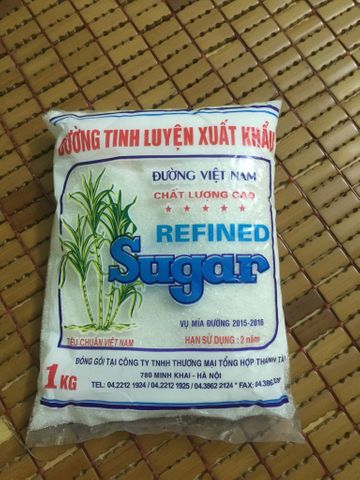 ĐƯỜNG TINH LUYỆN XUẤT KHẨU
ĐƯỜNG VIỆT NAM
CHẤT LƯỢNG CAO
REFINED
Sugar
VỤ MÍA ĐƯỜNG 2015-2016
TIÊU CHUẨN VIỆT NAM
HẠN SỬ DỤNG : 2 năm
ĐÓNG GÓI TẠI CÔNG TY TNHH THƯƠNG MẠI TỔNG HỢP THANH
780 MINH KHAI - HÀ NỘI
1 KG
TEL: 04.2212 1924 / 04.2212 1925 / 04.3862 2124 * FAX: